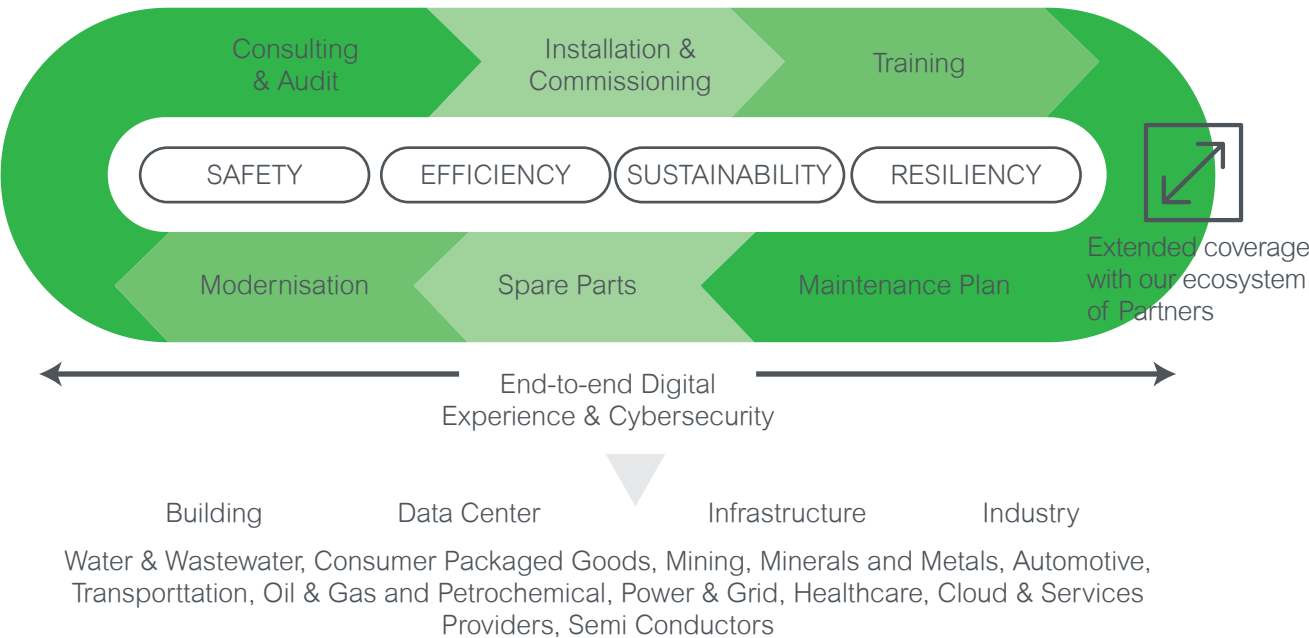 Consulting
& Audit
Installation &
Commissioning
Training
SAFETY
EFFICIENCY
SUSTAINABILITY
RESILIENCY
Extended coverage
with our ecosystem
of Partners
Modernisation
Spare Parts
Maintenance Plan
End-to-end Digital
Experience & Cybersecurity
Building
Data Center
Infrastructure
Industry
Water & Wastewater, Consumer Packaged Goods, Mining, Minerals and Metals, Automotive,
Transporttation, Oil & Gas and Petrochemical, Power & Grid, Healthcare, Cloud & Services
Providers, Semi Conductors